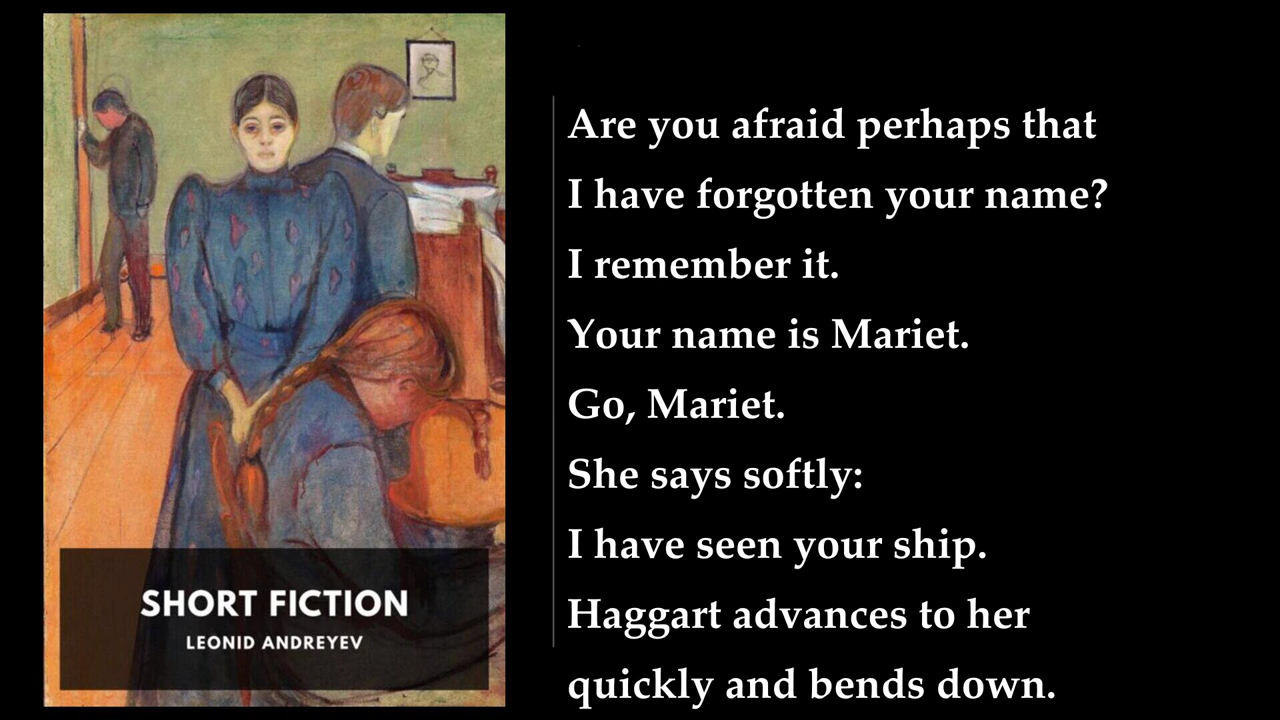 SHORT FICTION
LEONID ANDREYEV
Are you afraid perhaps that
I have forgotten your name?
I remember it.
Your name is Mariet.
Go, Mariet.
She says softly:
I have seen your ship.
Haggart advances to her
quickly and bends down.